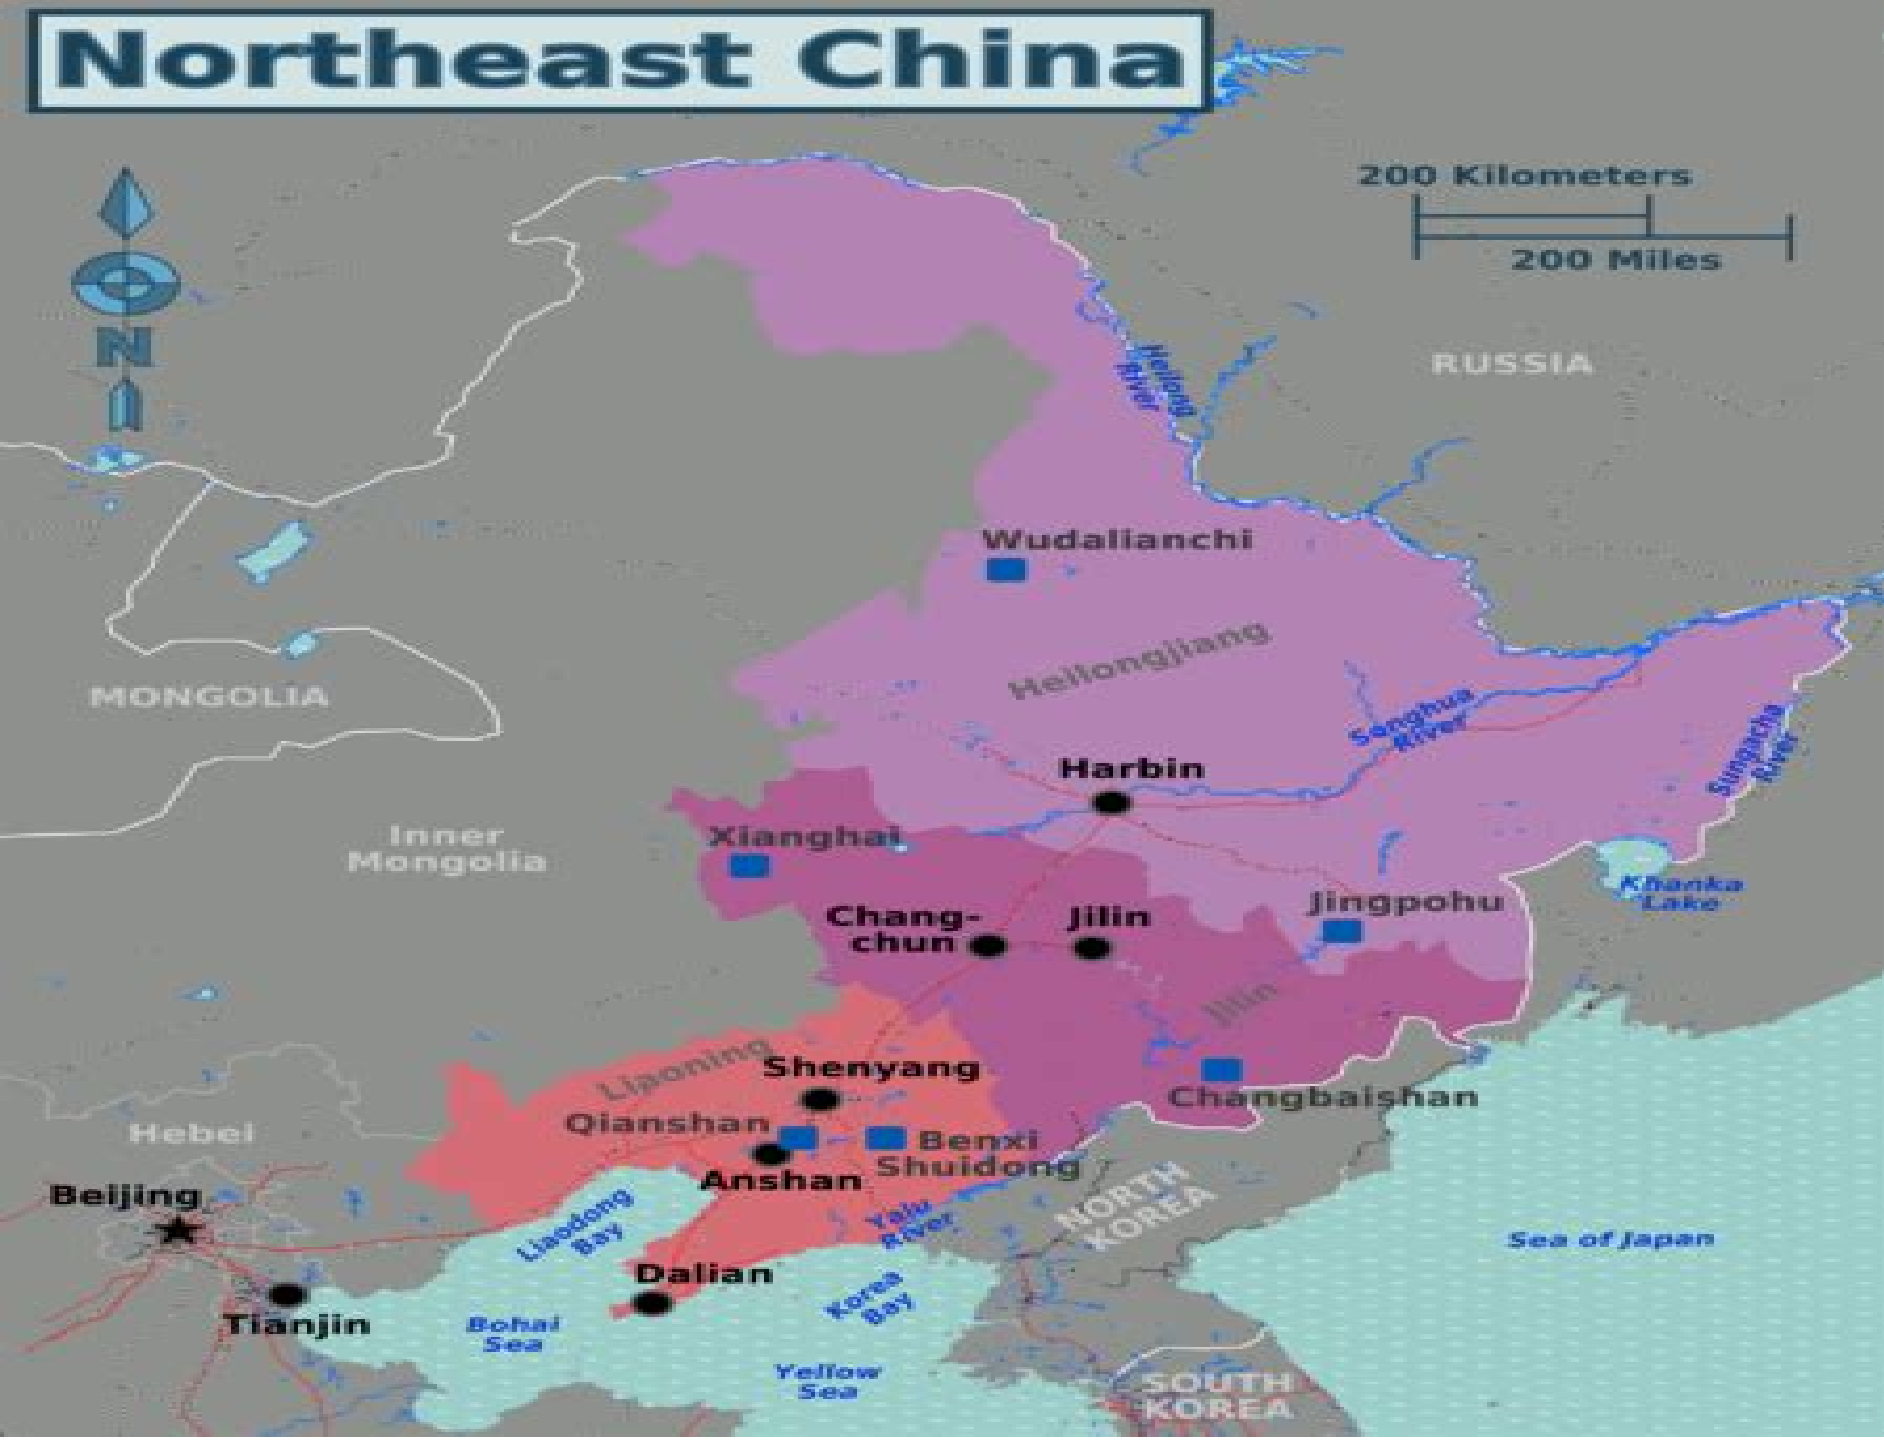 Northeast China
200 Kilometers
200 Miles
N
RUSSIA
Heilong
River
Wudalianchi
Heilongjiang
MONGOLIA
Songhua
River
Sungacha
River
Harbin
Inner
Mongolia
Xianghai
Khanka
Lake
Jingpohu
Chang-
chun
Jilin
Jilin
Liaoning
Shenyang
Changbaishan
Qianshan
Hebei
Benxi
Shuidong
Anshan
Beijing
NORTH
KOREA
Yalu
River
Liaodong
Bay
Sea of Japan
Dalian
Korea
Bay
Tianjin
Bohai
Sea
Yellow
Sea
SOUTH
KOREA